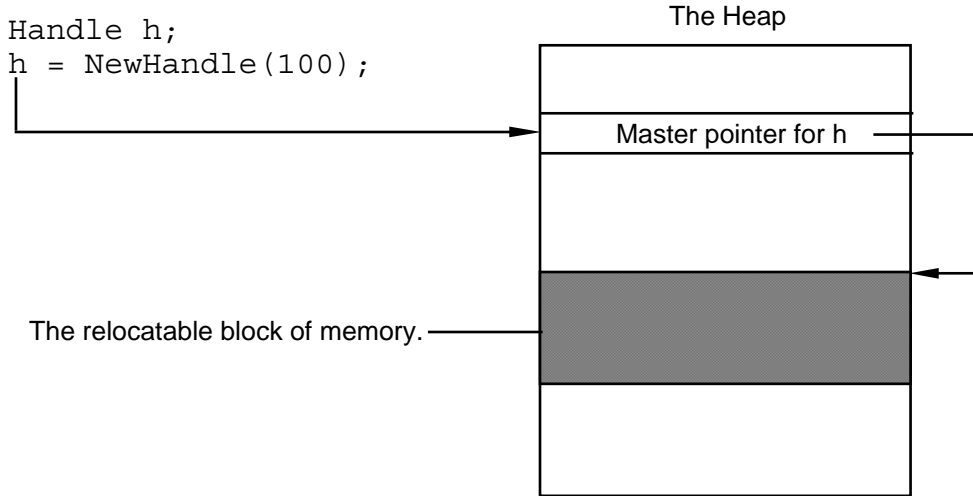 The Heap
Handle h;
h = NewHandle(100);
Master pointer for h
The relocatable block of memory.